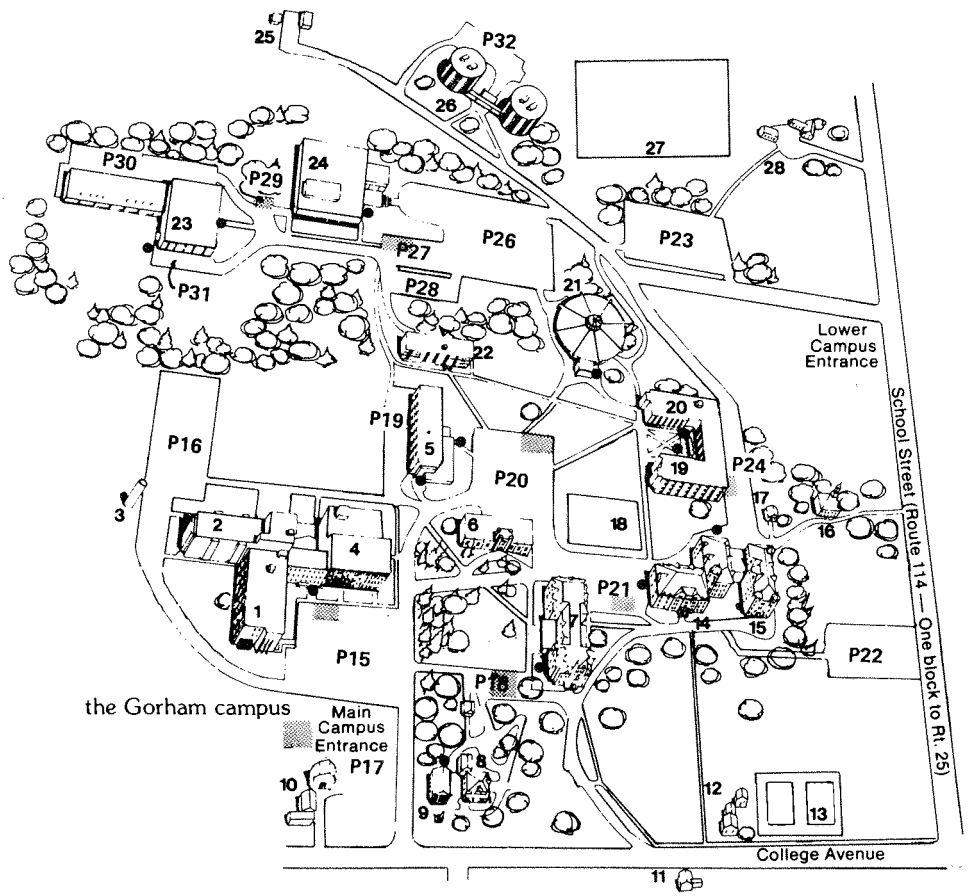 25
P32
26
27
28
24
P30
P29
23
P26
P23
P27
P31
P28
21
22
Lower
Campus
Entrance
School Street (Route 114 — One block to Rt. 25)
20
P19
5
P16
19
P24
P20
17
3
2
6
18
16
4
P21
1
7
14
15
P15
P22
P18
the Gorham campus
Main
Campus
Entrance
P17
8
10
12
13
9
College Avenue
11